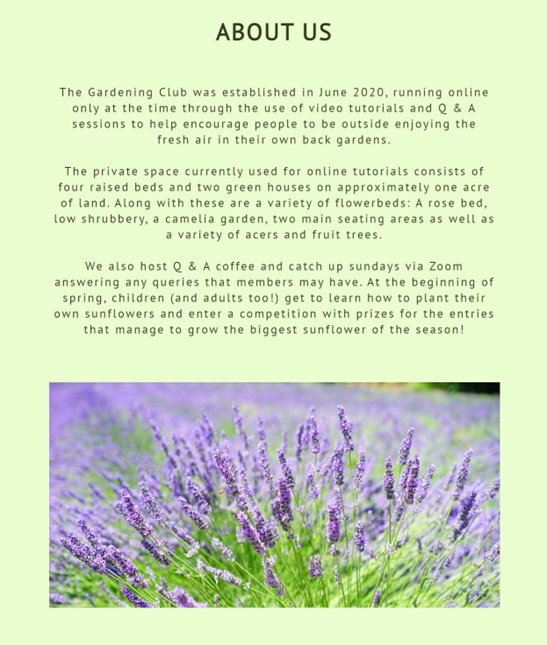 ABOUT US
The Gardening Club was established in June 2020, running online
only at the time through the use of video tutorials and Q & A
sessions to help encourage people to be outside enjoying the
fresh air in their own back gardens.
The private space currently used for online tutorials consists of
four raised beds and two green houses on approximately one acre
of land. Along with these are a variety of flowerbeds: A rose bed,
low shrubbery, a camelia garden, two main seating areas as well as
a variety of acers and fruit trees.
We also host Q & A coffee and catch up sundays via Zoom
answering any queries that members may have. At the beginning of
spring, children (and adults too!) get to learn how to plant their
own sunflowers and enter a competition with prizes for the entries
that manage to grow the biggest sunflower of the season!